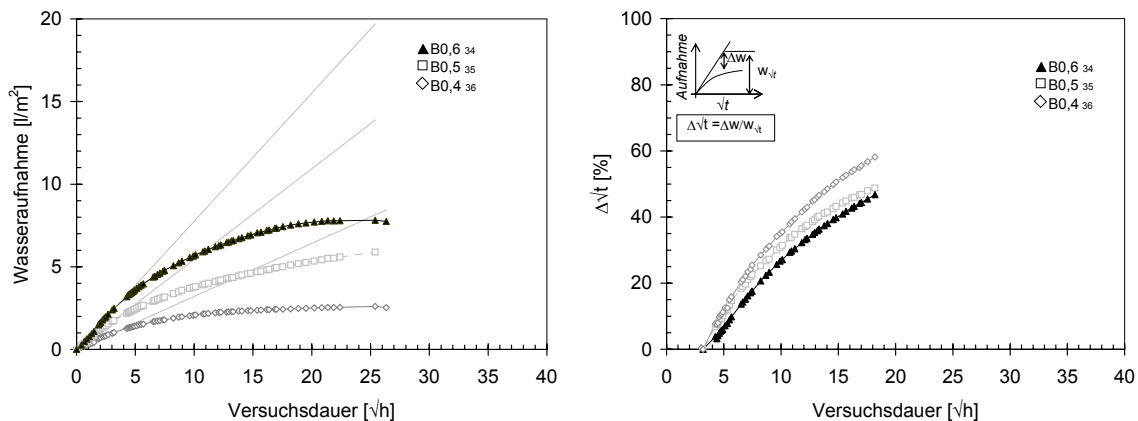 Wasseraufnahme [l/m²]
20
15
10
5
0
0 5 10 15 20 25 30 35 40
Versuchsdauer [√h]
B0,6 34
B0,5 35
B0,4 36
Δ√t [%]
100
80
60
40
20
0
0 5 10 15 20 25 30 35 40
Versuchsdauer [√h]
Aufnahme
Δw
w√t
√t
Δ√t =Δw/w√t
B0,6 34
B0,5 35
B0,4 36